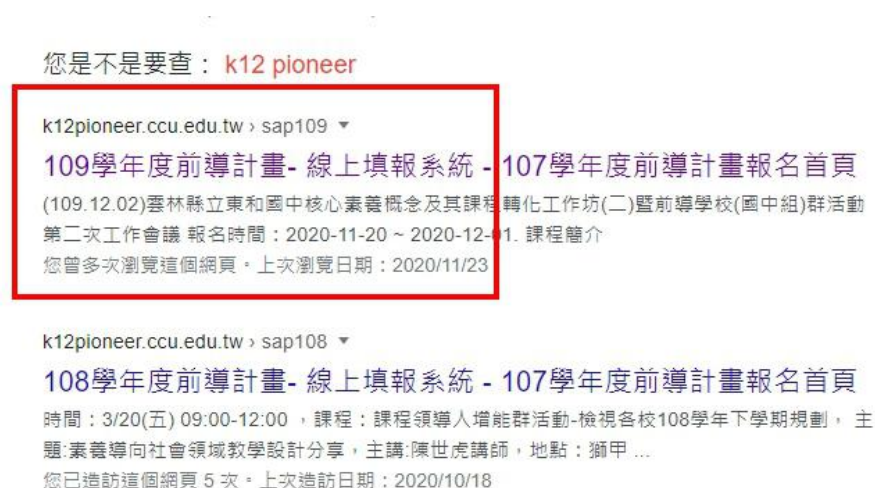 您是不是要查： k12 pioneer
k12pioneer.ccu.edu.tw › sap109 ▼
109學年度前導計畫- 線上填報系統 - 107學年度前導計畫報名首頁
(109.12.02)雲林縣立東和國中核心素養概念及其課程轉化工作坊(二)暨前導學校(國中組)群活動
第二次工作會議 報名時間：2020-11-20 ~ 2020-12-01. 課程簡介
您曾多次瀏覽這個網頁。上次瀏覽日期：2020/11/23
k12pioneer.ccu.edu.tw › sap108 ▼
108學年度前導計畫- 線上填報系統 - 107學年度前導計畫報名首頁
時間：3/20(五) 09:00-12:00 ，課程：課程領導人增能群活動-檢視各校108學年下學期規劃， 主
題:素養導向社會領域教學設計分享，主講:陳世虎講師，地點：獅甲 ...
您已造訪這個網頁 5 次。上次造訪日期：2020/10/18